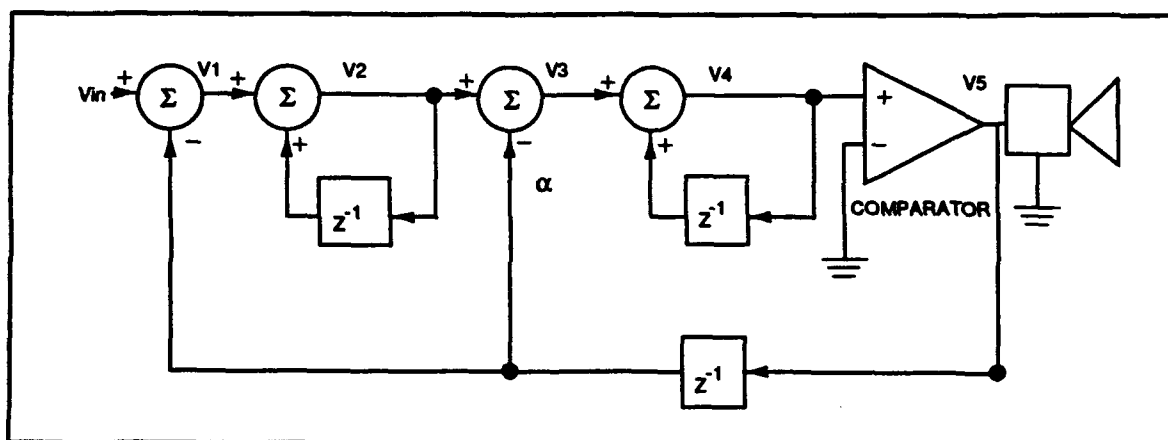 Vin
+
Σ
−
V1
+
Σ
+
V2
z⁻¹
+
Σ
−
α
V3
+
Σ
+
V4
z⁻¹
+
−
COMPARATOR
V5
z⁻¹